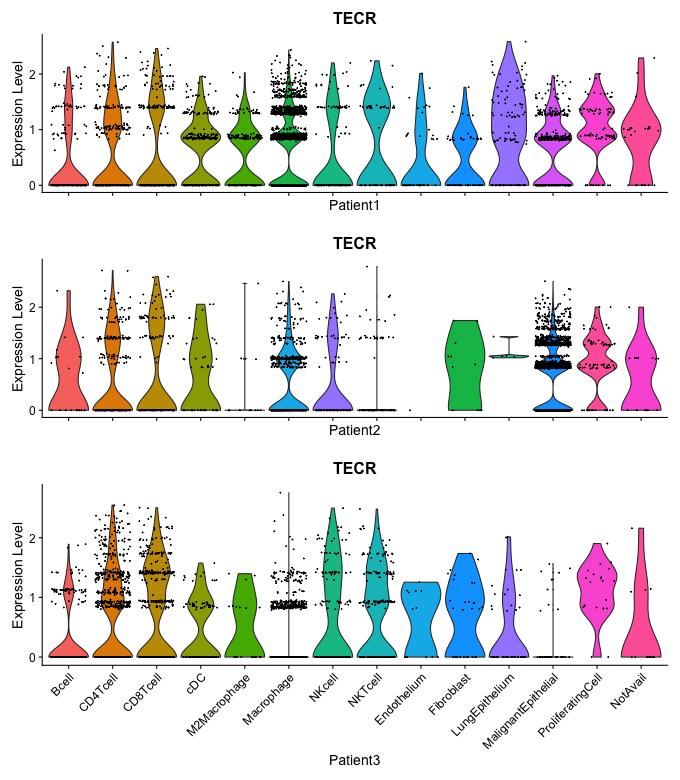 TECR
Expression Level
2
1
0
Patient1
TECR
Expression Level
2
1
0
Patient2
TECR
Expression Level
2
1
0
Bcell
CD4Tcell
CD8Tcell
cDC
M2Macrophage
Macrophage
NKcell
NKTcell
Endothelium
Fibroblast
LungEpithelium
MalignantEpithelial
ProliferatingCell
NotAvail
Patient3